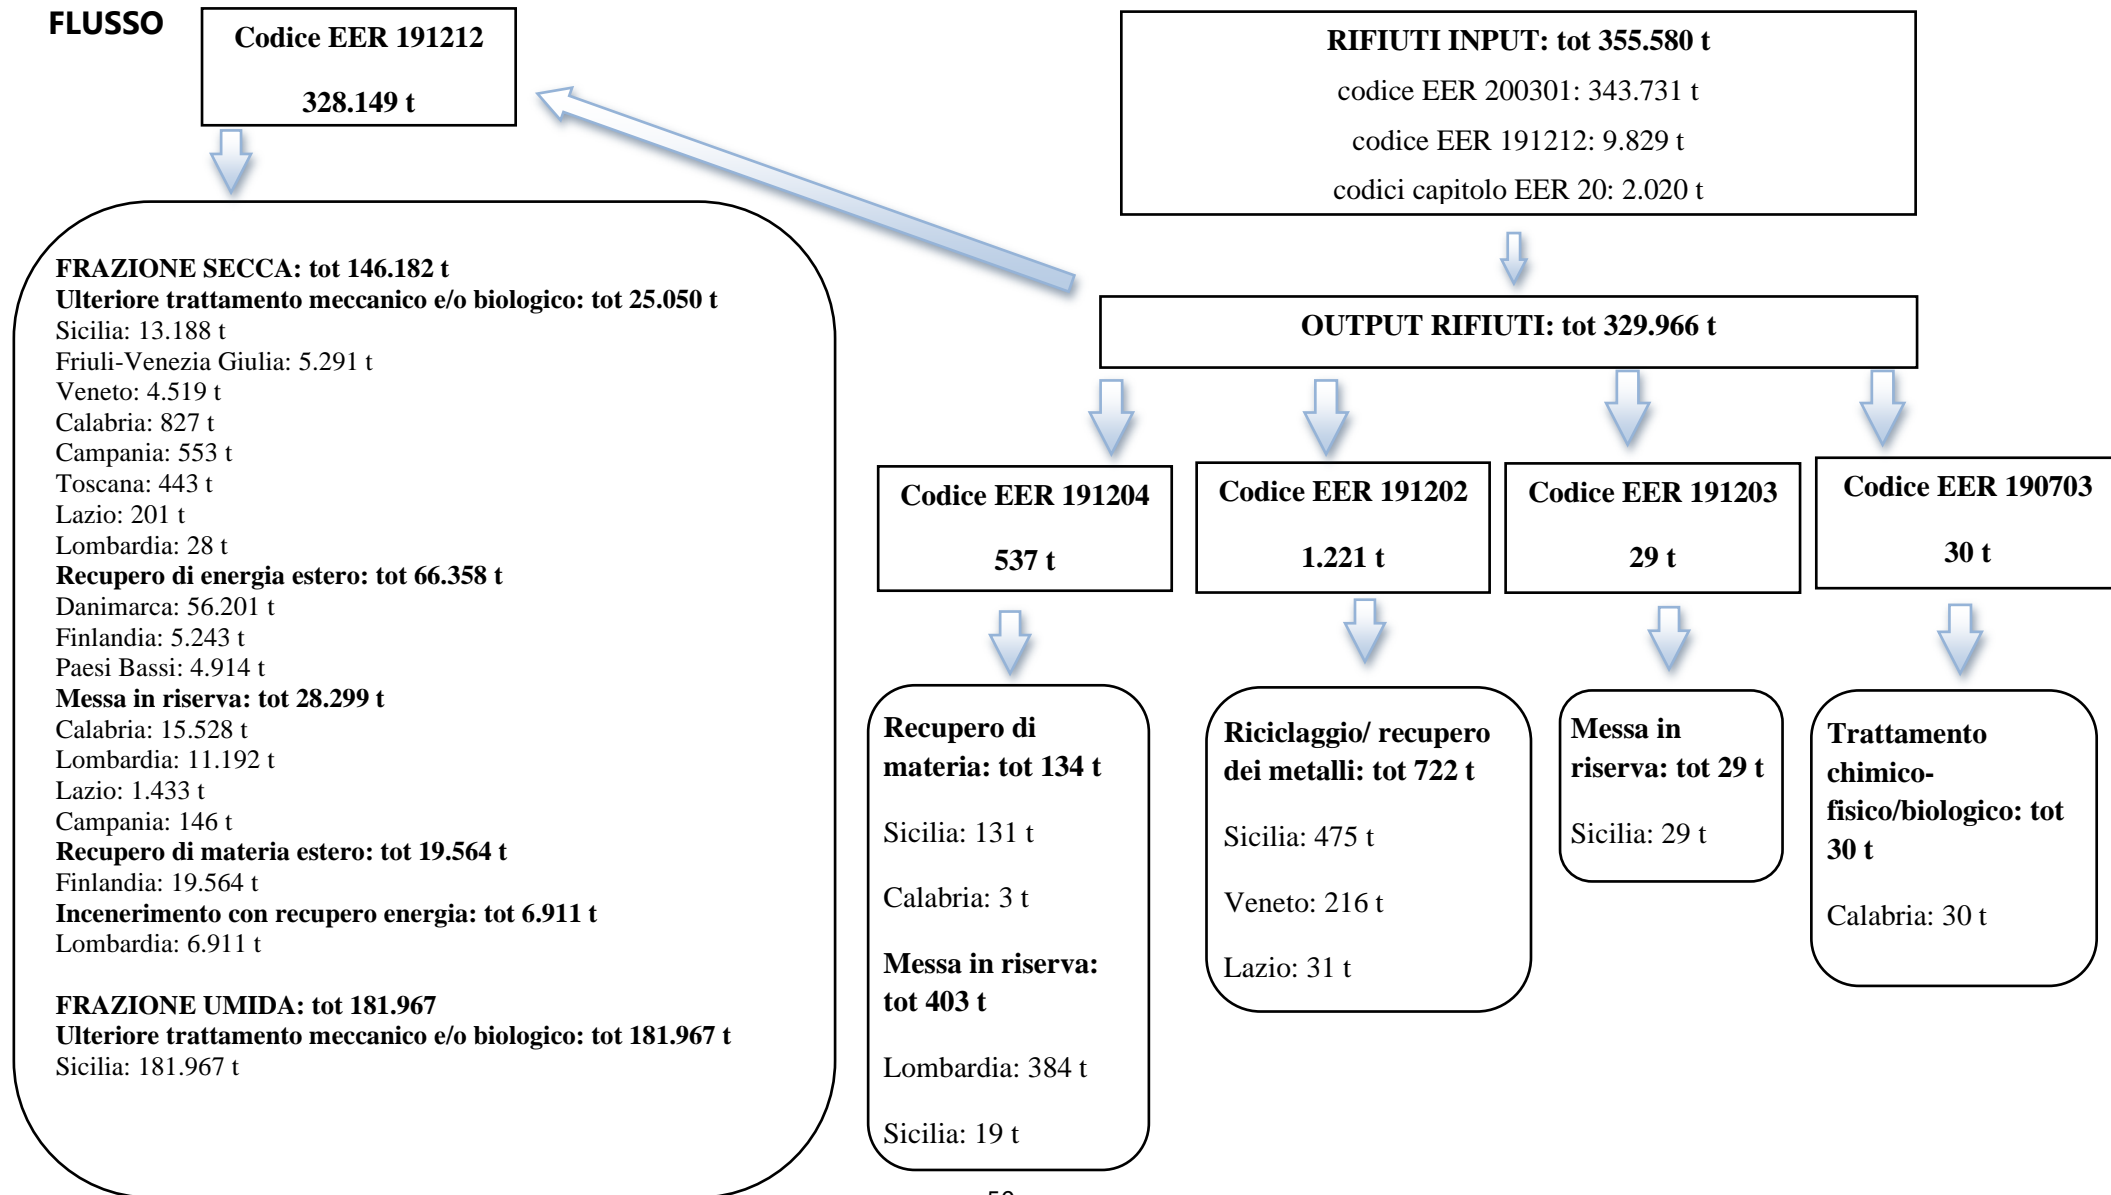 FLUSSO
Codice EER 191212
328.149 t
RIFIUTI INPUT: tot 355.580 t
codice EER 200301: 343.731 t
codice EER 191212: 9.829 t
codici capitolo EER 20: 2.020 t
OUTPUT RIFIUTI: tot 329.966 t
FRAZIONE SECCA: tot 146.182 t
Ulteriore trattamento meccanico e/o biologico: tot 25.050 t
Sicilia: 13.188 t
Friuli-Venezia Giulia: 5.291 t
Veneto: 4.519 t
Calabria: 827 t
Campania: 553 t
Toscana: 443 t
Lazio: 201 t
Lombardia: 28 t
Recupero di energia estero: tot 66.358 t
Danimarca: 56.201 t
Finlandia: 5.243 t
Paesi Bassi: 4.914 t
Messa in riserva: tot 28.299 t
Calabria: 15.528 t
Lombardia: 11.192 t
Lazio: 1.433 t
Campania: 146 t
Recupero di materia estero: tot 19.564 t
Finlandia: 19.564 t
Incenerimento con recupero energia: tot 6.911 t
Lombardia: 6.911 t
FRAZIONE UMIDA: tot 181.967
Ulteriore trattamento meccanico e/o biologico: tot 181.967 t
Sicilia: 181.967 t
Codice EER 191204
537 t
Recupero di
materia: tot 134 t
Sicilia: 131 t
Calabria: 3 t
Messa in riserva:
tot 403 t
Lombardia: 384 t
Sicilia: 19 t
Codice EER 191202
1.221 t
Riciclaggio/ recupero
dei metalli: tot 722 t
Sicilia: 475 t
Veneto: 216 t
Lazio: 31 t
Codice EER 191203
29 t
Messa in
riserva: tot 29 t
Sicilia: 29 t
Codice EER 190703
30 t
Trattamento
chimico-
fisico/biologico: tot
30 t
Calabria: 30 t